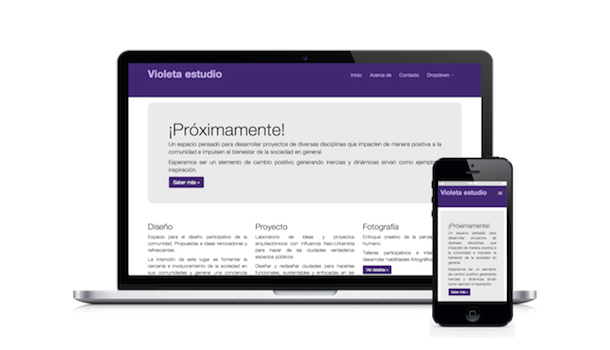 Violeta estudio
Inicio Acerca de Contacto Dropdown
¡Próximamente!
Un espacio pensado para desarrollar proyectos de diversas disciplinas que impacten de manera positiva a la
comunidad e impulsen el bienestar de la sociedad en general.
Esperamos ser un elemento de cambio positivo generando inercias y dinámicas sirvan como ejemplo
inspiración.
Saber más »
Diseño
Espacio para el diseño participativo de la
comunidad. Propuestas e ideas renovadoras y
refrescantes.
La intención de este lugar es fomentar la
cercanía e involucramiento de la sociedad en
sus comunidades y generar una conciencia
Proyecto
Laboratorio de ideas y proyectos
arquitectónicos con influencia Neo-Urbanista
para hacer de las ciudades verdaderos
espacios públicos.
Diseñar y rediseñar ciudades para hacerlas
funcionales, sustentables y enfocadas en las
Fotografía
Enfoque creativo de la
humano.
Talleres participativos e
desarrollar habilidades
Ver detalles »
Violeta estudio
¡Próximamente!
Un espacio pensado para
desarrollar proyectos de
diversas disciplinas que
impacten de manera positiva a
la comunidad e impulsen el
bienestar de la sociedad en
general.
Esperamos ser un elemento de
cambio positivo generando
inercias y dinámicas sirvan como
ejemplo e inspiración.
Saber más »